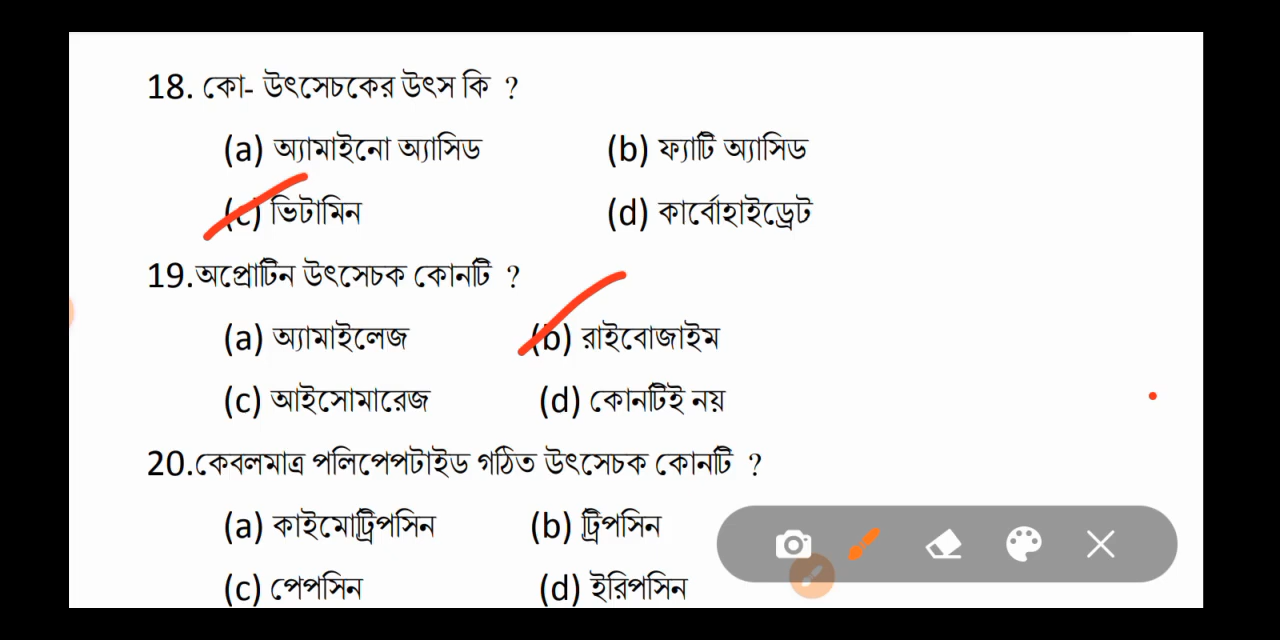 18. কো- উৎসেচকের উৎস কি ?
(a) অ্যামাইনো অ্যাসিড (b) ফ্যাটি অ্যাসিড
(c) ভিটামিন (d) কার্বোহাইড্রেট
19.অপ্রোটিন উৎসেচক কোনটি ?
(a) অ্যামাইলেজ (b) রাইবোজাইম
(c) আইসোমারেজ (d) কোনটিই নয়
20.কেবলমাত্র পলিপেপটাইড গঠিত উৎসেচক কোনটি ?
(a) কাইমোট্রিপসিন (b) ট্রিপসিন
(c) পেপসিন (d) ইরিপসিন